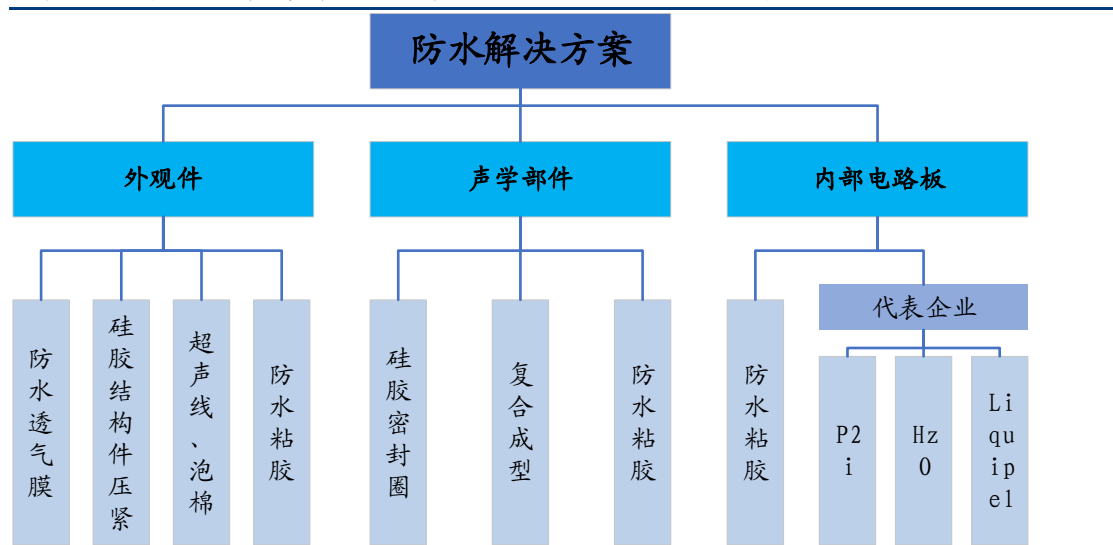 防水解决方案
外观件
声学部件
内部电路板
防水透气膜
硅胶结构件压紧
超声线、泡棉
防水粘胶
硅胶密封圈
复合成型
防水粘胶
防水粘胶
代表企业
P2i
HzO
Liquipel